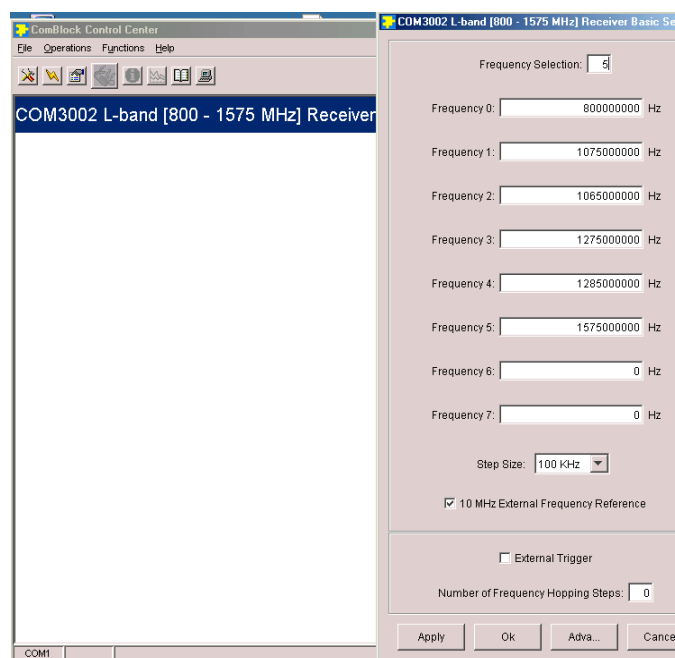 ComBlock Control Center
File Operations Functions Help
COM3002 L-band [800 - 1575 MHz] Receiver
COM1
COM3002 L-band [800 - 1575 MHz] Receiver Basic Se
Frequency Selection: 5
Frequency 0: 800000000 Hz
Frequency 1: 1075000000 Hz
Frequency 2: 1065000000 Hz
Frequency 3: 1275000000 Hz
Frequency 4: 1285000000 Hz
Frequency 5: 1575000000 Hz
Frequency 6: 0 Hz
Frequency 7: 0 Hz
Step Size: 100 KHz
10 MHz External Frequency Reference
External Trigger
Number of Frequency Hopping Steps: 0
Apply Ok Adva... Cance